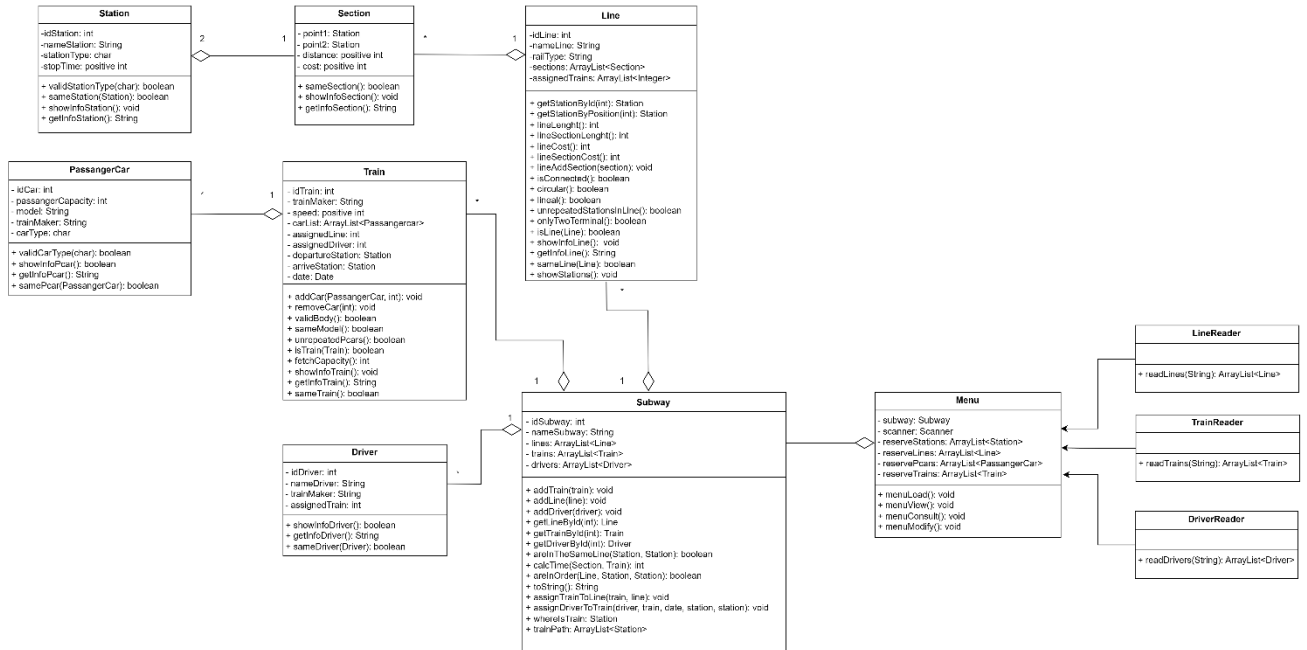 Station
-idStation: int
-nameStation: String
-stationType: char
-stopTime: positive int
+ validStationType(char): boolean
+ sameStation(Station): boolean
+ showInfoStation(): void
+ getInfoStation(): String
2
1
Section
- point1: Station
- point2: Station
- distance: positive int
- cost: positive int
+ sameSection(): boolean
+ showInfoSection(): void
+ getInfoSection(): String
*
1
Line
-idLine: int
-nameLine: String
-railType: String
-sections: ArrayList<Section>
-assignedTrains: ArrayList<Integer>
+ getStationById(int): Station
+ getStationByPosition(int): Station
+ lineLenght(): int
+ lineSectionLenght(): int
+ lineCost(): int
+ lineSectionCost(): int
+ lineAddSection(section): void
+ isConnected(): boolean
+ circular(): boolean
+ lineal(): boolean
+ unrepeatedStationsInLine(): boolean
+ onlyTwoTerminal(): boolean
+ isLine(Line): boolean
+ showInfoLine(): void
+ getInfoLine(): String
+ sameLine(Line): boolean
+ showStations(): void
PassangerCar
- idCar: int
- passangerCapacity: int
- model: String
- trainMaker: String
- carType: char
+ validCarType(char): boolean
+ showInfoPcar(): boolean
+ getInfoPcar(): String
+ samePcar(PassangerCar): boolean
1
Train
- idTrain: int
- trainMaker: String
- speed: positive int
- carList: ArrayList<Passangercar>
- assignedLine: int
- assignedDriver: int
- departureStation: Station
- arriveStation: Station
- date: Date
+ addCar(PassangerCar, int): void
+ removeCar(int): void
+ validBody(): boolean
+ sameModel(): boolean
+ unrepeatedPcars(): boolean
+ isTrain(Train): boolean
+ fetchCapacity(): int
+ showInfoTrain(): void
+ getInfoTrain(): String
+ sameTrain(): boolean
*
*
1
1
1
*
Driver
- idDriver: int
- nameDriver: String
- trainMaker: String
- assignedTrain: int
+ showInfoDriver(): boolean
+ getInfoDriver(): String
+ sameDriver(Driver): boolean
Subway
- idSubway: int
- nameSubway: String
- lines: ArrayList<Line>
- trains: ArrayList<Train>
- drivers: ArrayList<Driver>
+ addTrain(train): void
+ addLine(line): void
+ addDriver(driver): void
+ getLineById(int): Line
+ getTrainById(int): Train
+ getDriverById(int): Driver
+ areInTheSameLine(Station, Station): boolean
+ calcTime(Section, Train): int
+ areInOrder(Line, Station, Station): boolean
+ toString(): String
+ assignTrainToLine(train, line): void
+ assignDriverToTrain(driver, train, date, station, station): void
+ whereIsTrain: Station
+ trainPath: ArrayList<Station>
Menu
- subway: Subway
- scanner: Scanner
- reserveStations: ArrayList<Station>
- reserveLines: ArrayList<Line>
- reservePcars: ArrayList<PassangerCar>
- reserveTrains: ArrayList<Train>
+ menuLoad(): void
+ menuView(): void
+ menuConsult(): void
+ menuModify(): void
LineReader
+ readLines(String): ArrayList<Line>
TrainReader
+ readTrains(String): ArrayList<Train>
DriverReader
+ readDrivers(String): ArrayList<Driver>